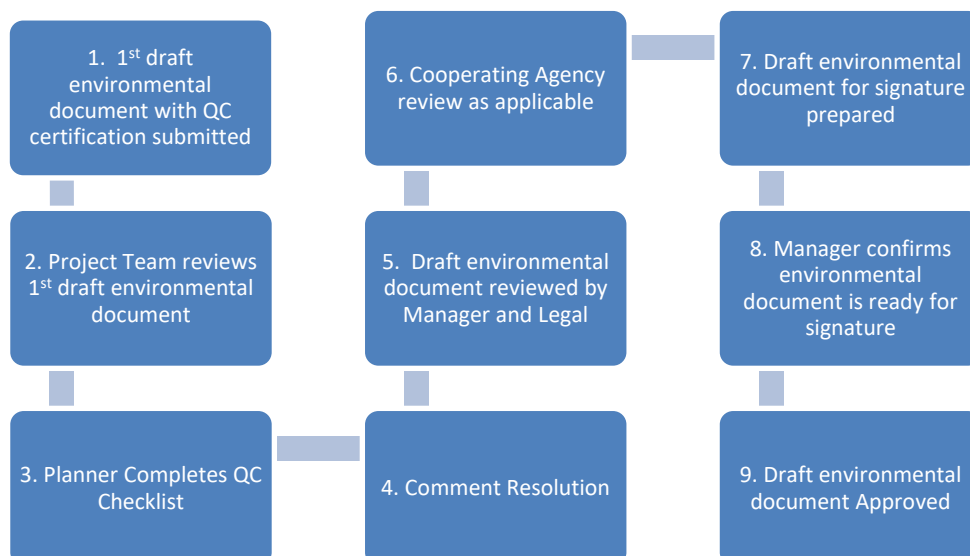 1. 1st draft
environmental
document with QC
certification submitted
2. Project Team reviews
1st draft environmental
document
3. Planner Completes QC
Checklist
4. Comment Resolution
5. Draft environmental
document reviewed by
Manager and Legal
6. Cooperating Agency
review as applicable
7. Draft environmental
document for signature
prepared
8. Manager confirms
environmental
document is ready for
signature
9. Draft environmental
document Approved